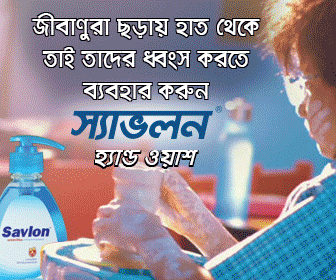 জীবাণুরা ছড়ায় হাত থেকে
তাই তাদের ধ্বংস করতে
ব্যবহার করুন
স্যাভলন®
হ্যান্ড ওয়াশ
Savlon